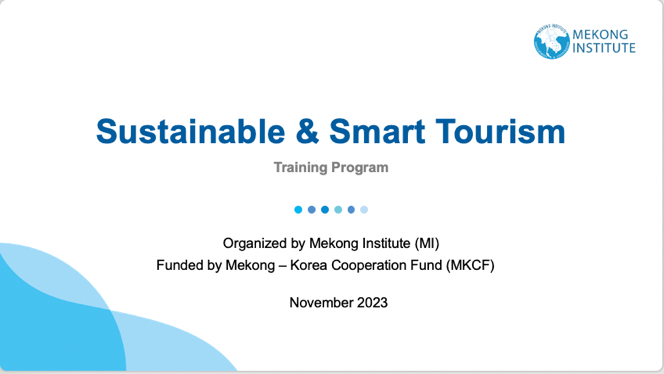 MEKONG
INSTITUTE
Sustainable & Smart Tourism
Training Program
Organized by Mekong Institute (MI)
Funded by Mekong – Korea Cooperation Fund (MKCF)
November 2023